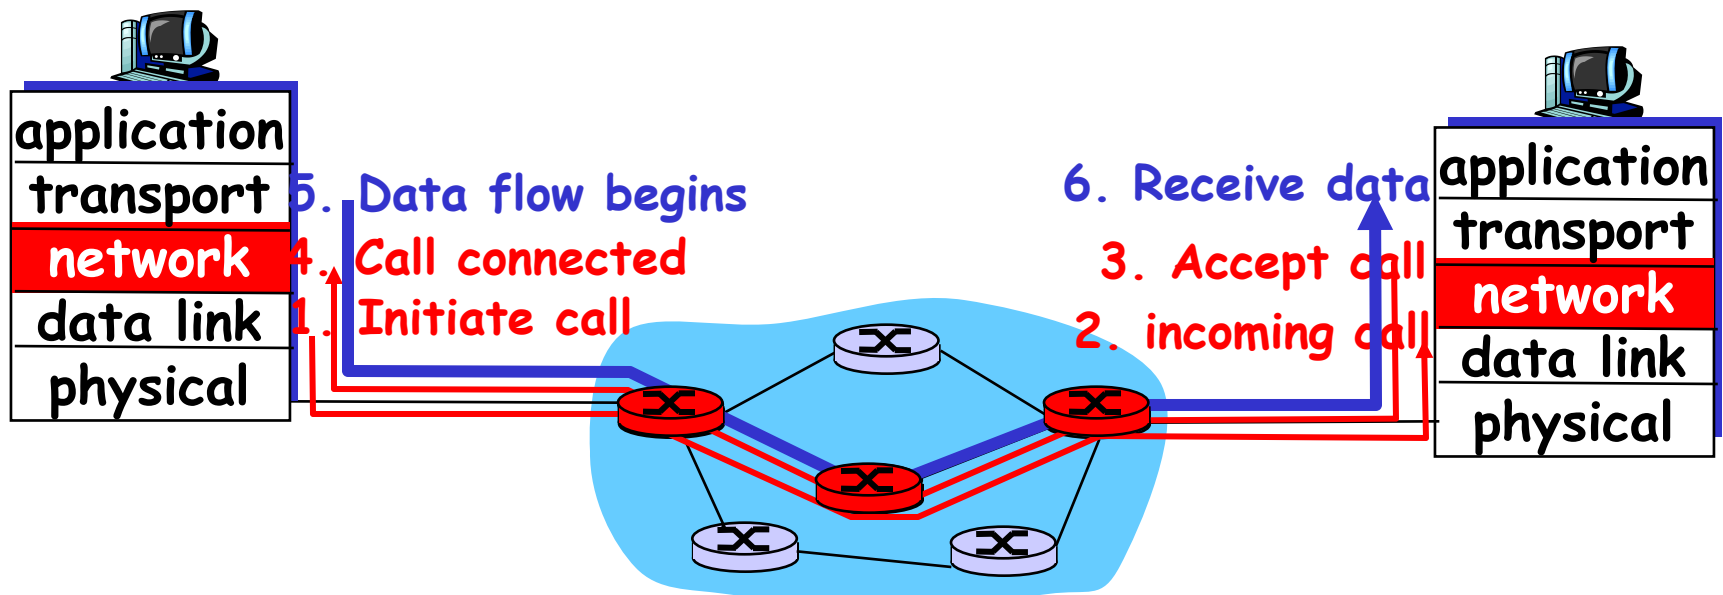 application
transport
network
data link
physical
5. Data flow begins
4. Call connected
1. Initiate call
6. Receive data
3. Accept call
2. incoming call
application
transport
network
data link
physical